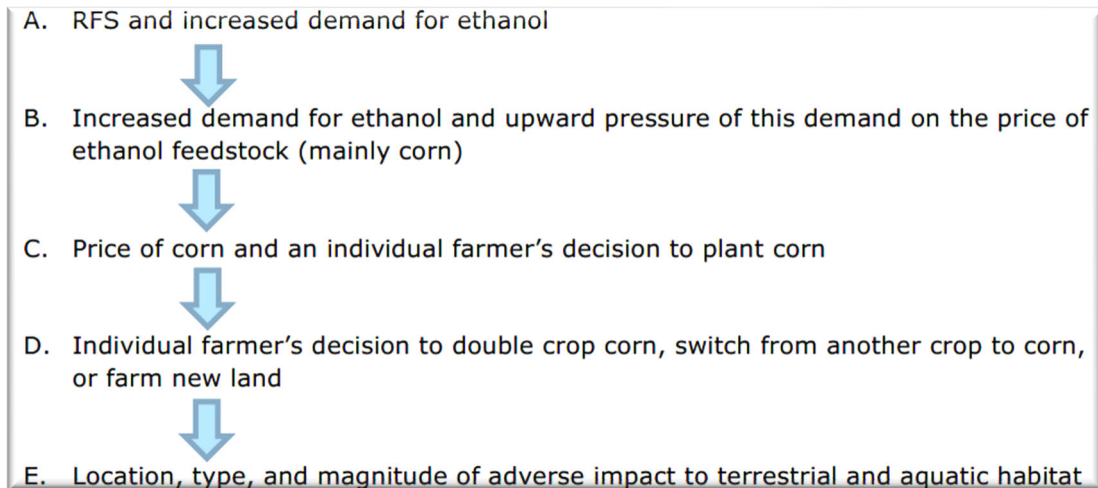 A. RFS and increased demand for ethanol
B. Increased demand for ethanol and upward pressure of this demand on the price of
ethanol feedstock (mainly corn)
C. Price of corn and an individual farmer’s decision to plant corn
D. Individual farmer’s decision to double crop corn, switch from another crop to corn,
or farm new land
E. Location, type, and magnitude of adverse impact to terrestrial and aquatic habitat